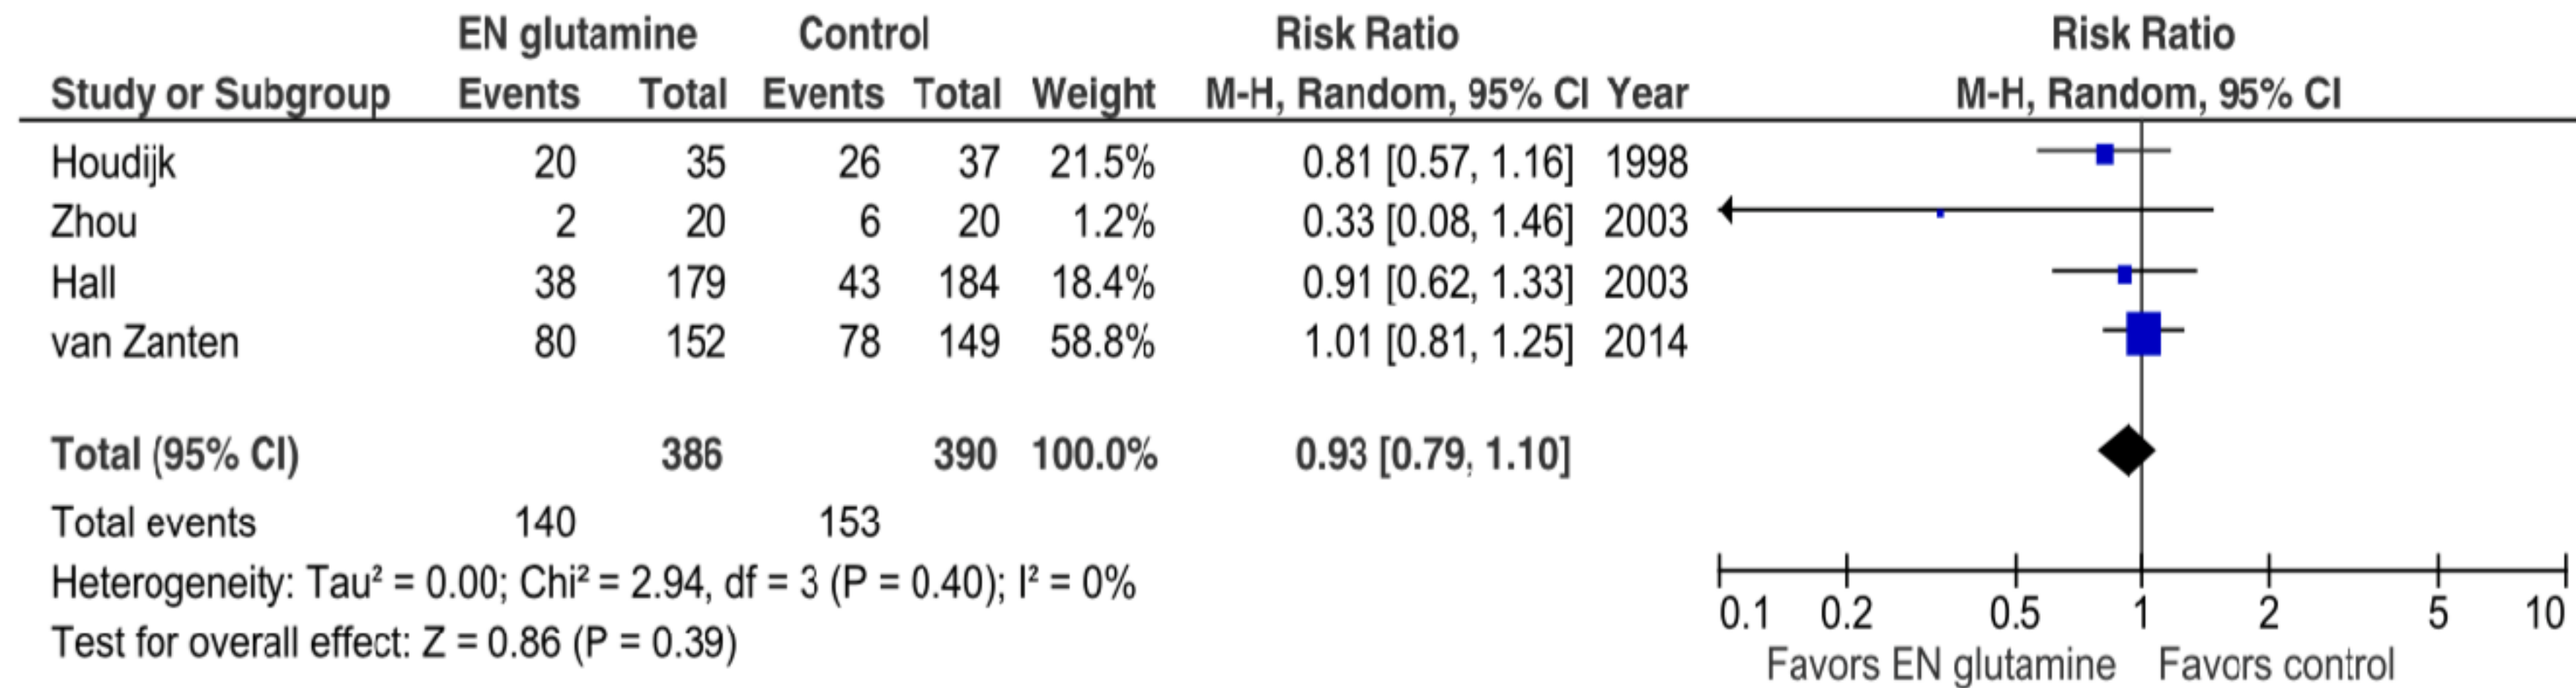 EN glutamine Control Risk Ratio Risk Ratio
Study or Subgroup Events Total Events Total Weight M-H, Random, 95% CI Year M-H, Random, 95% CI
Houdijk 20 35 26 37 21.5% 0.81 [0.57, 1.16] 1998
Zhou 2 20 6 20 1.2% 0.33 [0.08, 1.46] 2003
Hall 38 179 43 184 18.4% 0.91 [0.62, 1.33] 2003
van Zanten 80 152 78 149 58.8% 1.01 [0.81, 1.25] 2014
Total (95% CI) 386 390 100.0% 0.93 [0.79, 1.10]
Total events 140 153
Heterogeneity: Tau² = 0.00; Chi² = 2.94, df = 3 (P = 0.40); I² = 0%
Test for overall effect: Z = 0.86 (P = 0.39)
0.1 0.2 0.5 1 2 5 10
Favors EN glutamine Favors control